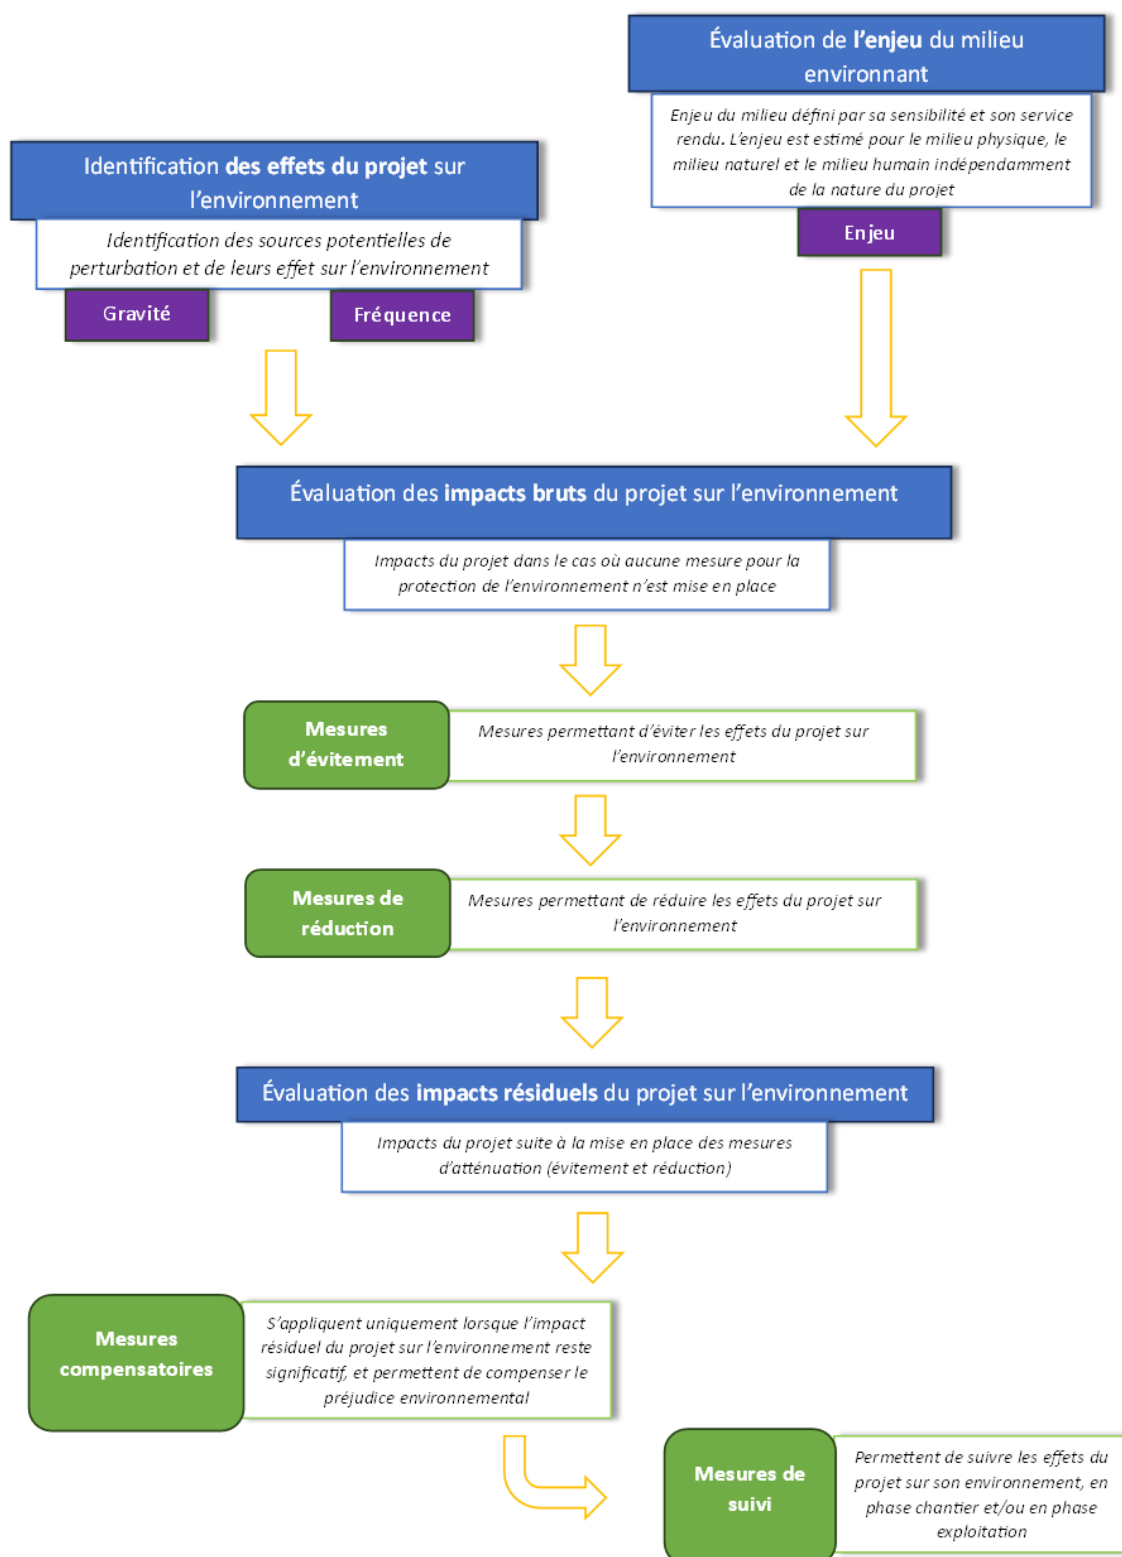 Évaluation de l'enjeu du milieu
environnant
Enjeu du milieu défini par sa sensibilité et son service
rendu. L'enjeu est estimé pour le milieu physique, le
milieu naturel et le milieu humain indépendamment
de la nature du projet
Enjeu
Identification des effets du projet sur
l'environnement
Identification des sources potentielles de
perturbation et de leurs effet sur l'environnement
Gravité
Fréquence
Évaluation des impacts bruts du projet sur l'environnement
Impacts du projet dans le cas où aucune mesure pour la
protection de l'environnement n'est mise en place
Mesures
d'évitement
Mesures permettant d'éviter les effets du projet sur
l'environnement
Mesures de
réduction
Mesures permettant de réduire les effets du projet sur
l'environnement
Évaluation des impacts résiduels du projet sur l'environnement
Impacts du projet suite à la mise en place des mesures
d'atténuation (évitement et réduction)
Mesures
compensatoires
S'appliquent uniquement lorsque l'impact
résiduel du projet sur l'environnement reste
significatif, et permettent de compenser le
préjudice environnemental
Mesures de
suivi
Permettent de suivre les effets du
projet sur son environnement, en
phase chantier et/ou en phase
exploitation